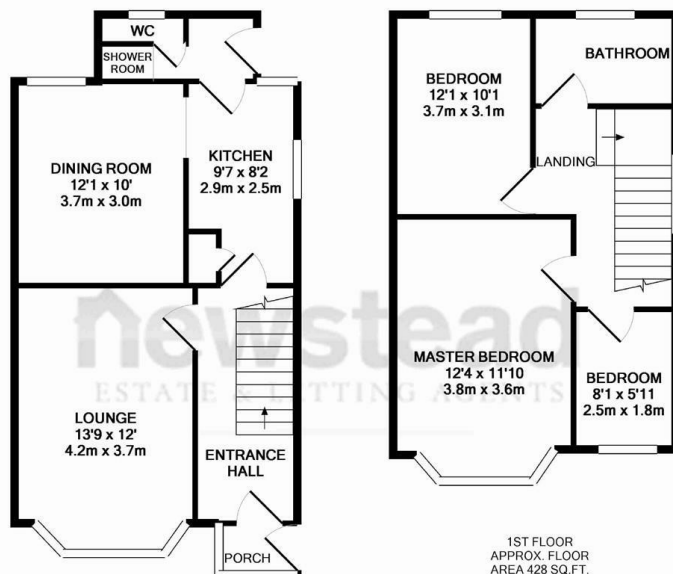 WC
SHOWER
ROOM
DINING ROOM
12'1 x 10'
3.7m x 3.0m
KITCHEN
9'7 x 8'2
2.9m x 2.5m
LOUNGE
13'9 x 12'
4.2m x 3.7m
ENTRANCE
HALL
PORCH
BEDROOM
12'1 x 10'1
3.7m x 3.1m
BATHROOM
LANDING
MASTER BEDROOM
12'4 x 11'10
3.8m x 3.6m
BEDROOM
8'1 x 5'11
2.5m x 1.8m
newstead
ESTATE & LETTING AGENTS
1ST FLOOR
APPROX. FLOOR
AREA 428 SQ.FT.